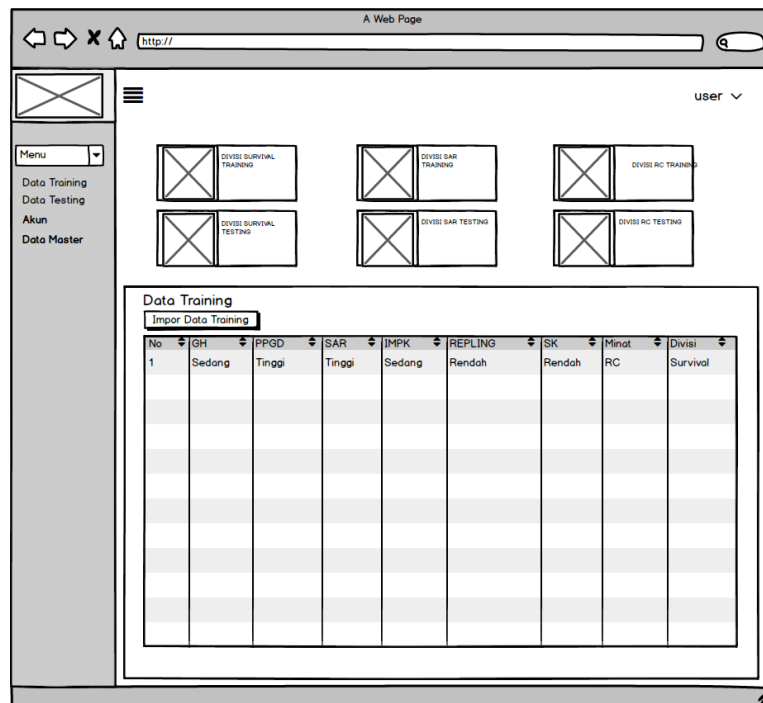 A Web Page
http://
user
Menu
Data Training
Data Testing
Akun
Data Master
DIVISI SURVIVAL
TRAINING
DIVISI SAR
TRAINING
DIVISI RC TRAINING
DIVISI SURVIVAL
TESTING
DIVISI SAR TESTING
DIVISI RC TESTING
Data Training
Impor Data Training
No GH PPGD SAR IMPK REPLING SK Minat Divisi
1 Sedang Tinggi Tinggi Sedang Rendah Rendah RC Survival